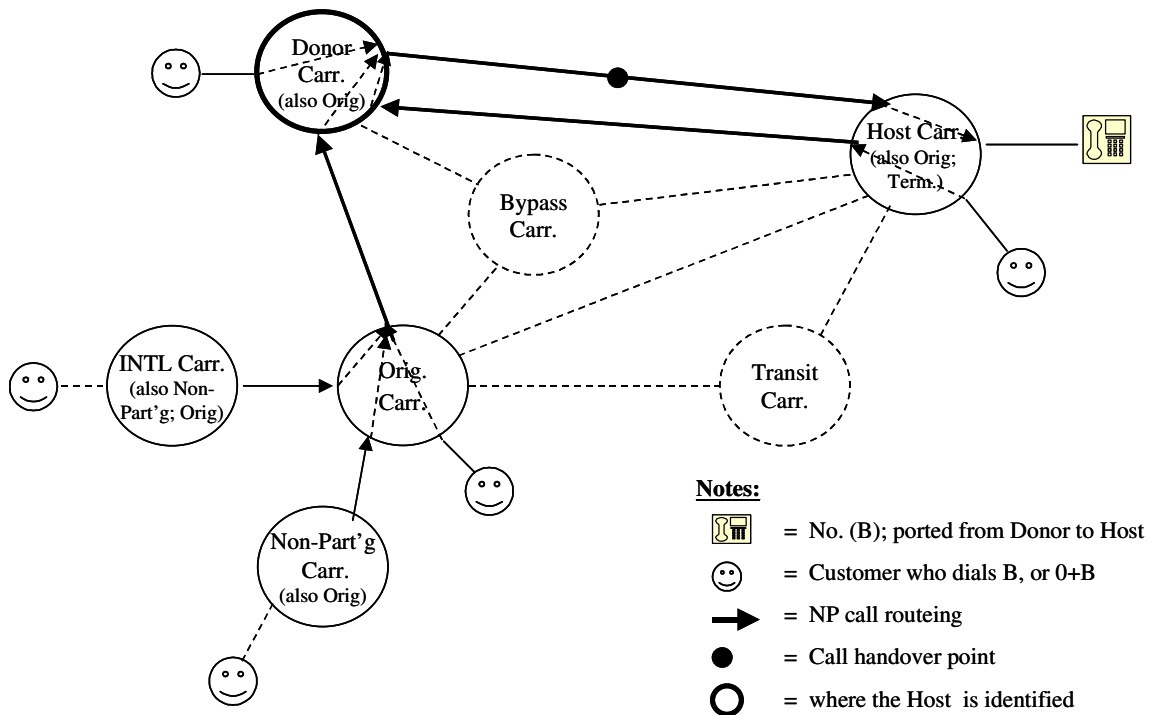 Donor
Carr.
(also Orig)
Host Carr.
(also Orig;
Term.)
Bypass
Carr.
INTL Carr.
(also Non-
Part'g; Orig)
Orig.
Carr.
Transit
Carr.
Non-Part'g
Carr.
(also Orig)
Notes:
= No. (B); ported from Donor to Host
= Customer who dials B, or 0+B
= NP call routeing
= Call handover point
= where the Host is identified